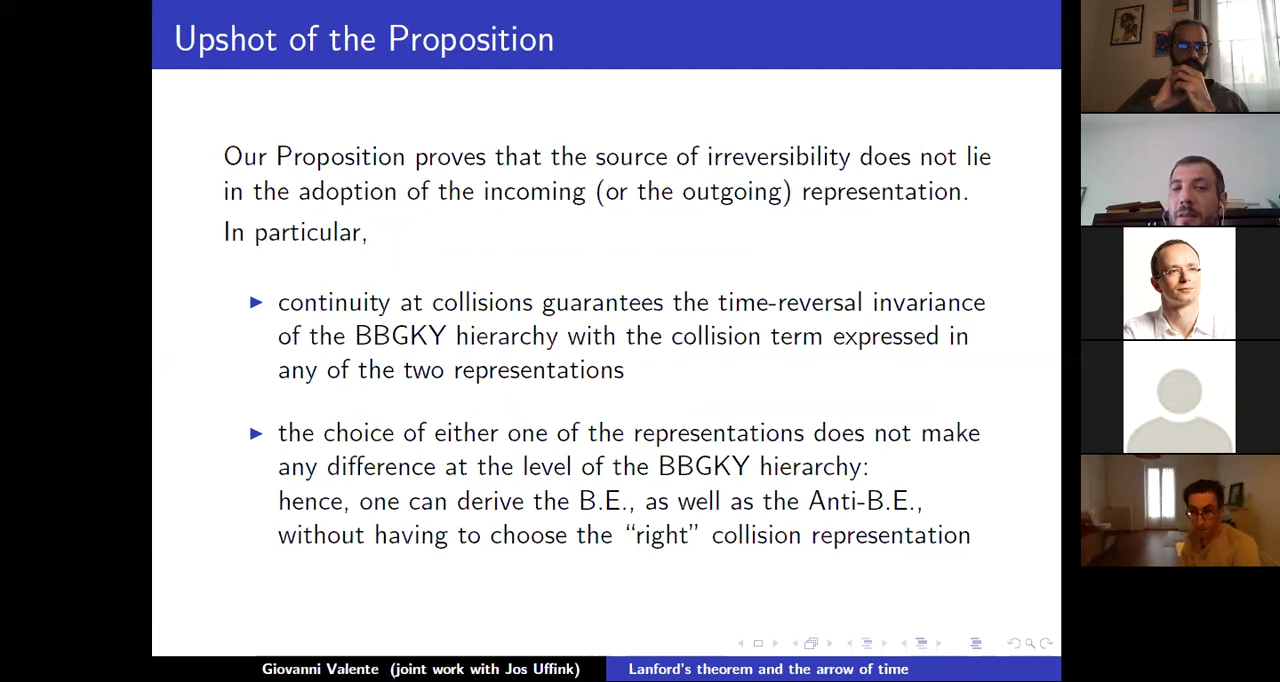 Upshot of the Proposition
Our Proposition proves that the source of irreversibility does not lie
in the adoption of the incoming (or the outgoing) representation.
In particular,
continuity at collisions guarantees the time-reversal invariance
of the BBGKY hierarchy with the collision term expressed in
any of the two representations
the choice of either one of the representations does not make
any difference at the level of the BBGKY hierarchy:
hence, one can derive the B.E., as well as the Anti-B.E.,
without having to choose the “right” collision representation
Giovanni Valente (joint work with Jos Uffink)
Lanford's theorem and the arrow of time